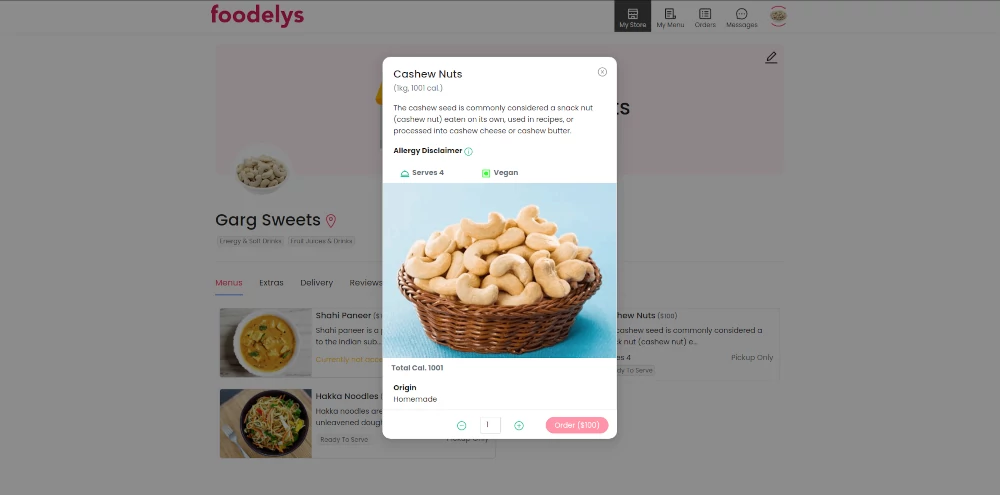 foodelys
My Store
My Menu
Orders
Messages
Cashew Nuts
(1kg, 1001 cal.)
The cashew seed is commonly considered a snack nut
(cashew nut) eaten on its own, used in recipes, or
processed into cashew cheese or cashew butter.
Allergy Disclaimer
Serves 4
Vegan
Total Cal. 1001
Origin
Homemade
1
Order ($100)
Garg Sweets
Energy & Soft Drinks
Fruit Juices & Drinks
Menus
Extras
Delivery
Reviews
Shahi Paneer
Shahi paneer is a
to the indian sub...
Currently not
Hakka Noodles
Hakka noodles are
unleavened dough
Ready To Serve
Pickup Only
hew Nuts ($100)
cashew seed is commonly considered a
k nut (cashew nut) e...
es 4
Pickup Only
dy To Serve